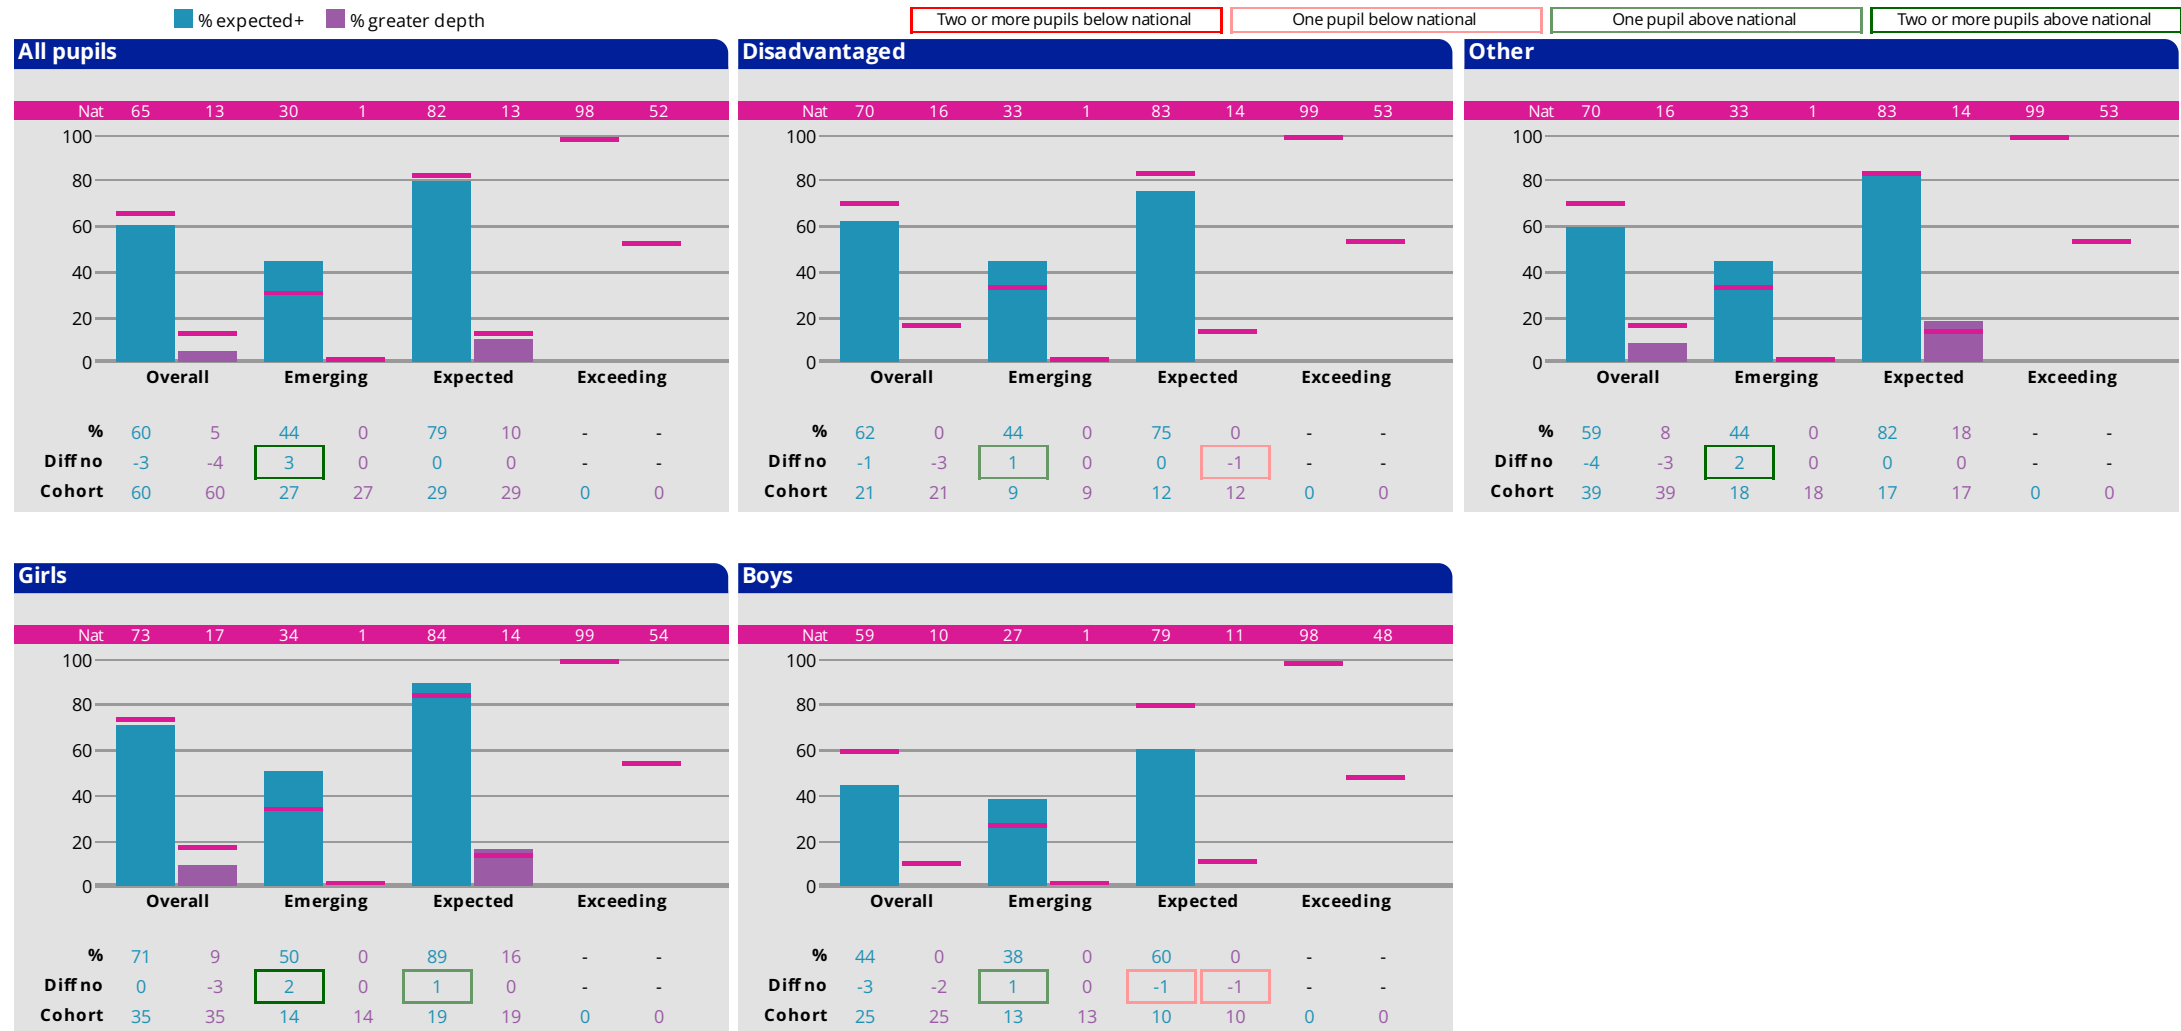 % expected+ % greater depth Two or more pupils below national One pupil below national One pupil above national Two or more pupils above national
All pupils
Nat 65 13 30 1 82 13 98 52
100
80
60
40
20
0
Overall Emerging Expected Exceeding
% 60 5 44 0 79 10 - -
Diff no -3 -4 3 0 0 0 - -
Cohort 60 60 27 27 29 29 0 0
Disadvantaged
Nat 70 16 33 1 83 14 99 53
100
80
60
40
20
0
Overall Emerging Expected Exceeding
% 62 0 44 0 75 0 - -
Diff no -1 -3 1 0 0 -1 - -
Cohort 21 21 9 9 12 12 0 0
Other
Nat 70 16 33 1 83 14 99 53
100
80
60
40
20
0
Overall Emerging Expected Exceeding
% 59 8 44 0 82 18 - -
Diff no -4 -3 2 0 0 0 - -
Cohort 39 39 18 18 17 17 0 0
Girls
Nat 73 17 34 1 84 14 99 54
100
80
60
40
20
0
Overall Emerging Expected Exceeding
% 71 9 50 0 89 16 - -
Diff no 0 -3 2 0 1 0 - -
Cohort 35 35 14 14 19 19 0 0
Boys
Nat 59 10 27 1 79 11 98 48
100
80
60
40
20
0
Overall Emerging Expected Exceeding
% 44 0 38 0 60 0 - -
Diff no -3 -2 1 0 -1 -1 - -
Cohort 25 25 13 13 10 10 0 0